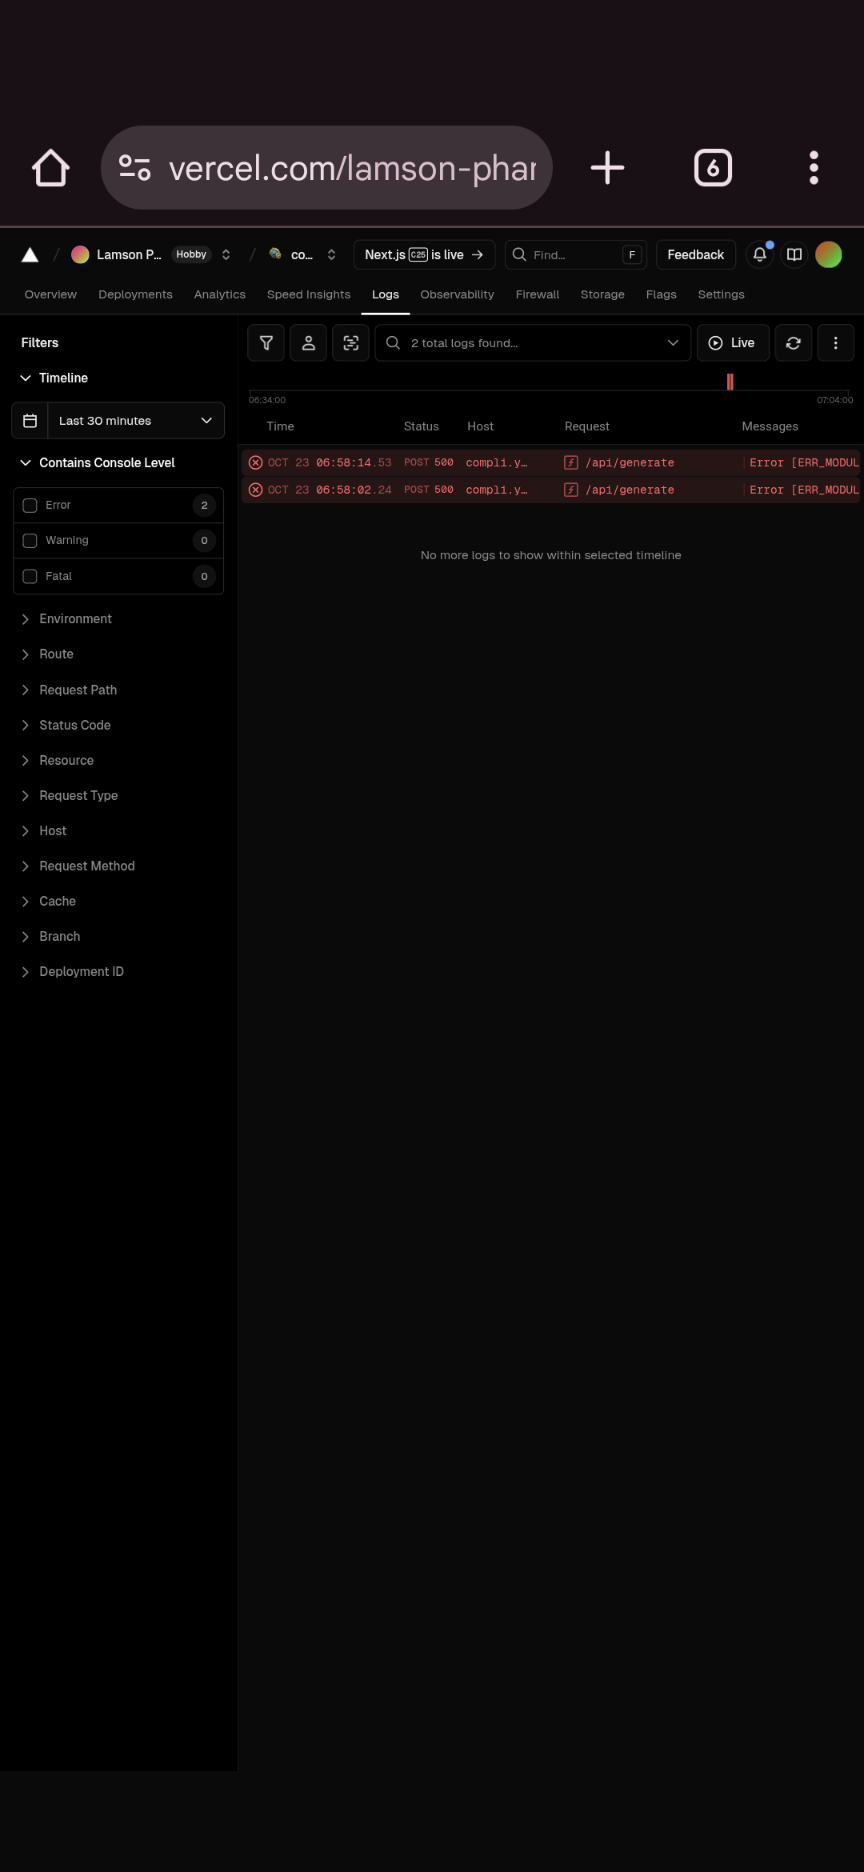 vercel.com/lamson-phar
6
Lamson P... Hobby co... Next.js C25 is live → Find... F Feedback
Overview Deployments Analytics Speed Insights Logs Observability Firewall Storage Flags Settings
Filters
2 total logs found... Live
Timeline
06:34:00 07:04:00
Last 30 minutes
Time Status Host Request Messages
Contains Console Level
OCT 23 06:58:14.53 POST 500 compli.y… /api/generate Error [ERR_MODUL
OCT 23 06:58:02.24 POST 500 compli.y… /api/generate Error [ERR_MODUL
Error 2
Warning 0
Fatal 0
No more logs to show within selected timeline
Environment
Route
Request Path
Status Code
Resource
Request Type
Host
Request Method
Cache
Branch
Deployment ID